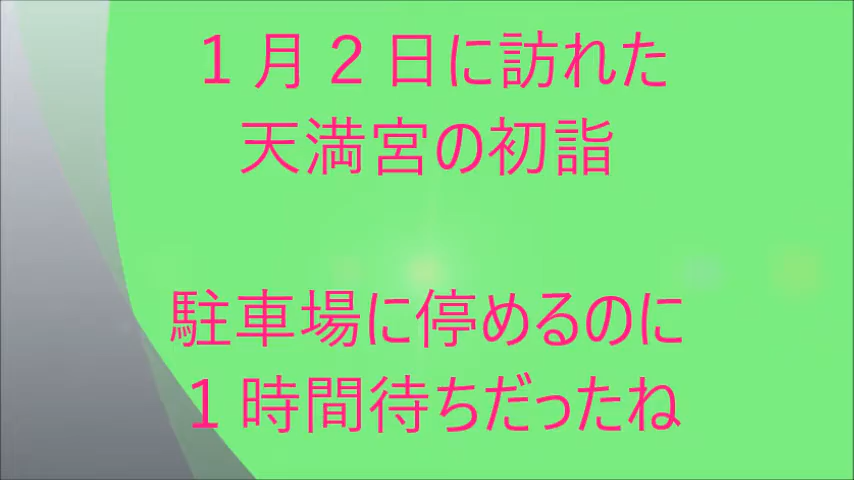 １月２日に訪れた
天満宮の初詣
駐車場に停めるのに
１時間待ちだったね